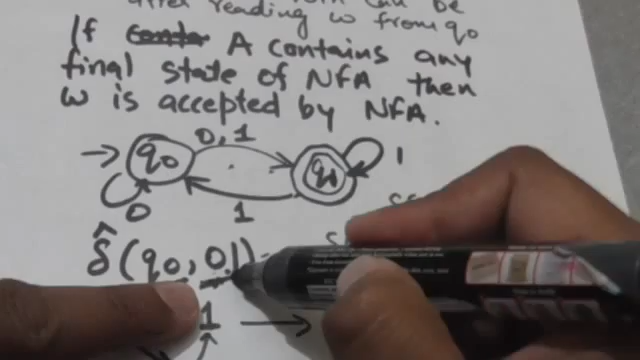 after reading ω from q0
If A contains any
final state of NFA then
ω is accepted by NFA.
0,1
q0
q1
1
0
1
δ̂(q0, 01)
1